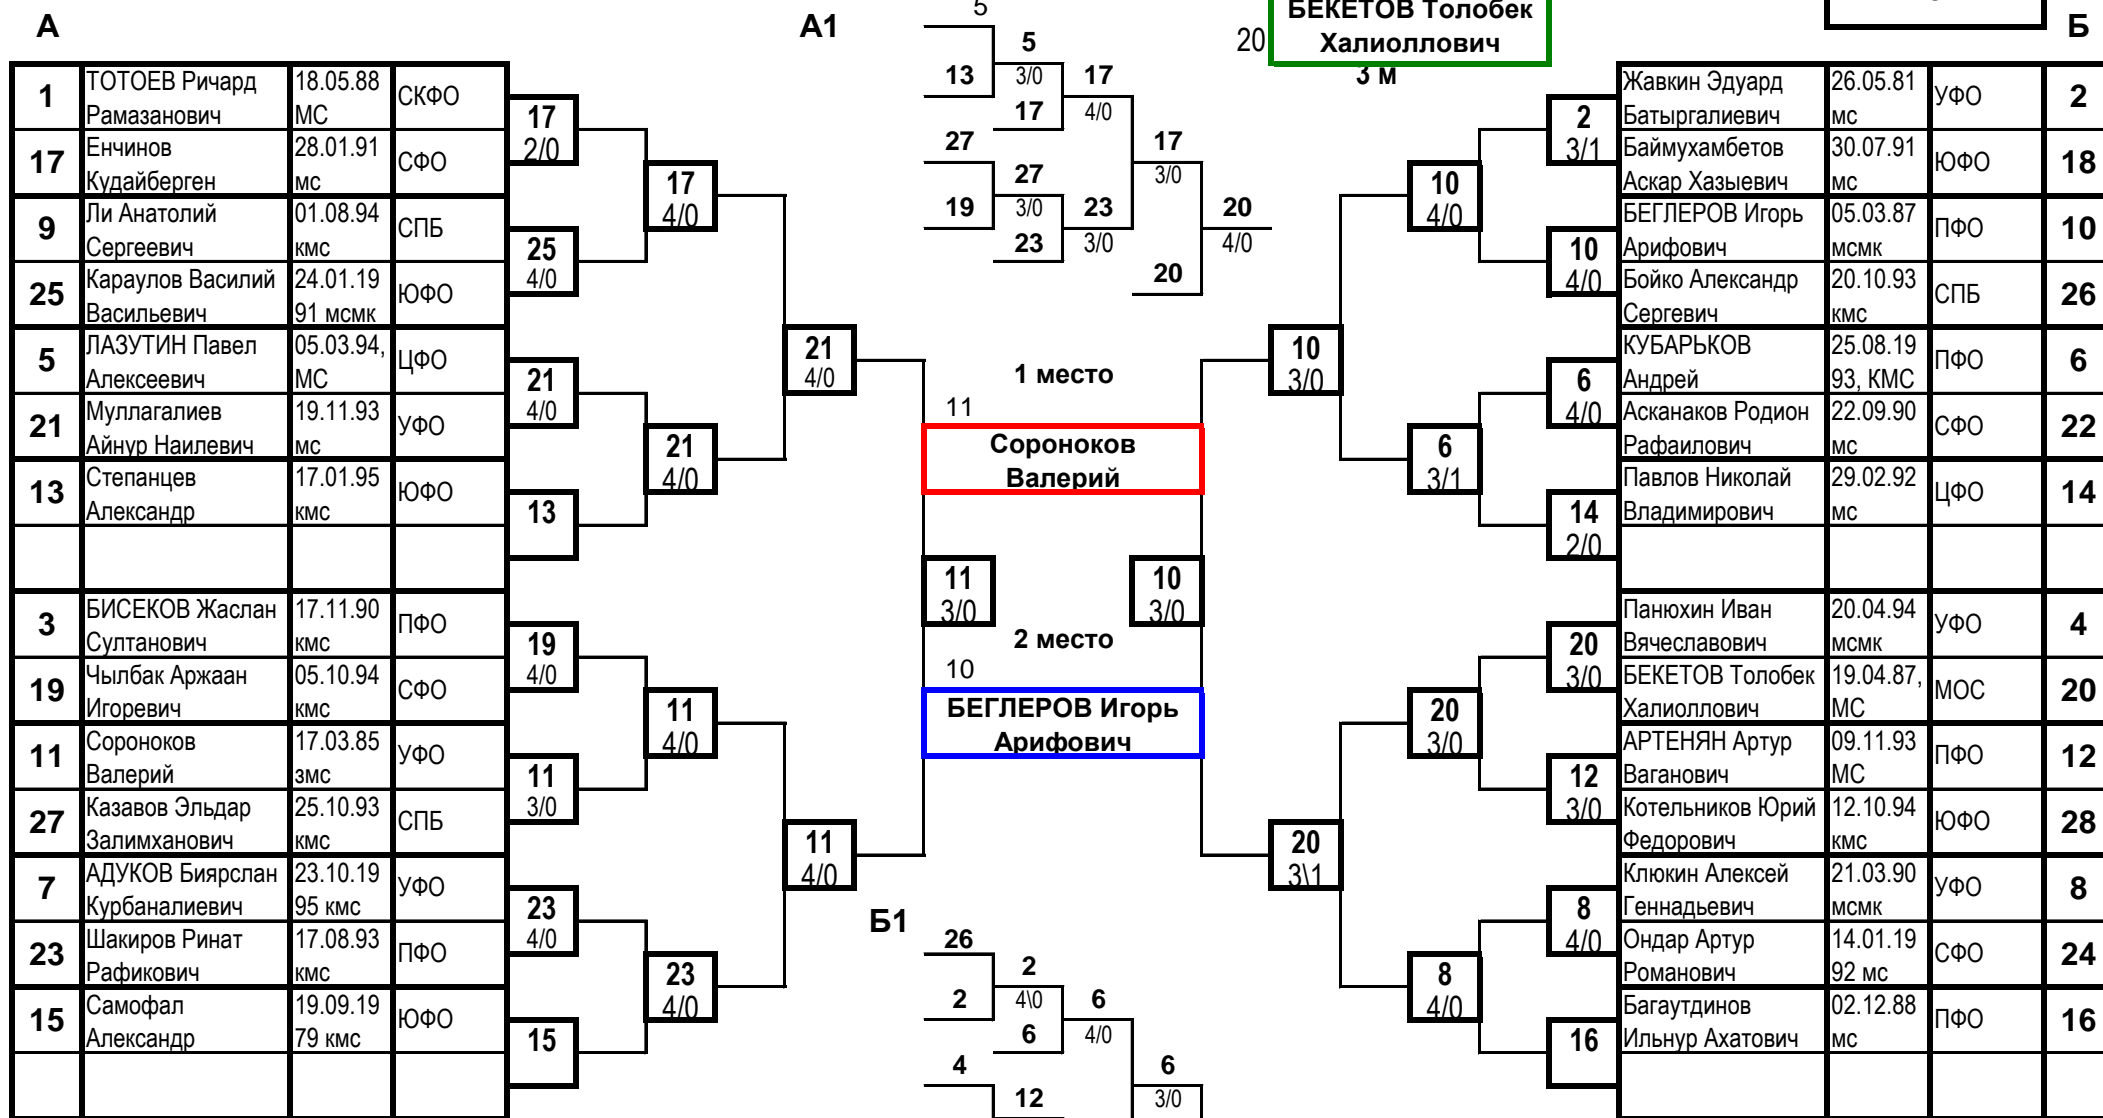 А
А1
5
БЕКЕТОВ Толобек
Халиоллович
20
3 м
Б
1
ТОТОЕВ Ричард
Рамазанович
18.05.88
МС
СКФО
17
Енчинов
Кудайберген
28.01.91
мс
СФО
9
Ли Анатолий
Сергеевич
01.08.94
кмс
СПБ
25
Караулов Василий
Васильевич
24.01.19
91 мсмк
ЮФО
5
ЛАЗУТИН Павел
Алексеевич
05.03.94,
МС
ЦФО
21
Муллагалиев
Айнур Наилевич
19.11.93
мс
УФО
13
Степанцев
Александр
17.01.95
кмс
ЮФО
3
БИСЕКОВ Жаслан
Султанович
17.11.90
кмс
ПФО
19
Чылбак Аржаан
Игоревич
05.10.94
кмс
СФО
11
Сороноков
Валерий
17.03.85
змс
УФО
27
Казавов Эльдар
Залимханович
25.10.93
кмс
СПБ
7
АДУКОВ Биярслан
Курбаналиевич
23.10.19
95 кмс
УФО
23
Шакиров Ринат
Рафикович
17.08.93
кмс
ПФО
15
Самофал
Александр
19.09.19
79 кмс
ЮФО
17
2/0
25
4/0
21
4/0
13
19
4/0
11
3/0
23
4/0
15
17
4/0
21
4/0
11
4/0
23
4/0
21
4/0
11
4/0
5
3/0
13
17
17
4/0
27
27
3/0
19
23
23
3/0
17
3/0
20
20
4/0
1 место
11
Сороноков
Валерий
11
3/0
10
3/0
2 место
10
БЕГЛЕРОВ Игорь
Арифович
Б1
26
2
4\0
2
6
6
4/0
4
12
6
3/0
10
3/0
20
3\1
10
4/0
6
3/1
20
3/0
8
4/0
2
3/1
10
4/0
6
4/0
14
2/0
20
3/0
12
3/0
8
4/0
16
Жавкин Эдуард
Батыргалиевич
26.05.81
мс
УФО
2
Баймухамбетов
Аскар Хазыевич
30.07.91
мс
ЮФО
18
БЕГЛЕРОВ Игорь
Арифович
05.03.87
мсмк
ПФО
10
Бойко Александр
Сергевич
20.10.93
кмс
СПБ
26
КУБАРЬКОВ
Андрей
25.08.19
93, КМС
ПФО
6
Асканаков Родион
Рафаилович
22.09.90
мс
СФО
22
Павлов Николай
Владимирович
29.02.92
мс
ЦФО
14
Панюхин Иван
Вячеславович
20.04.94
мсмк
УФО
4
БЕКЕТОВ Толобек
Халиоллович
19.04.87,
МС
МОС
20
АРТЕНЯН Артур
Ваганович
09.11.93
МС
ПФО
12
Котельников Юрий
Федорович
12.10.94
кмс
ЮФО
28
Клюкин Алексей
Геннадьевич
21.03.90
мсмк
УФО
8
Ондар Артур
Романович
14.01.19
92 мс
СФО
24
Багаутдинов
Ильнур Ахатович
02.12.88
мс
ПФО
16